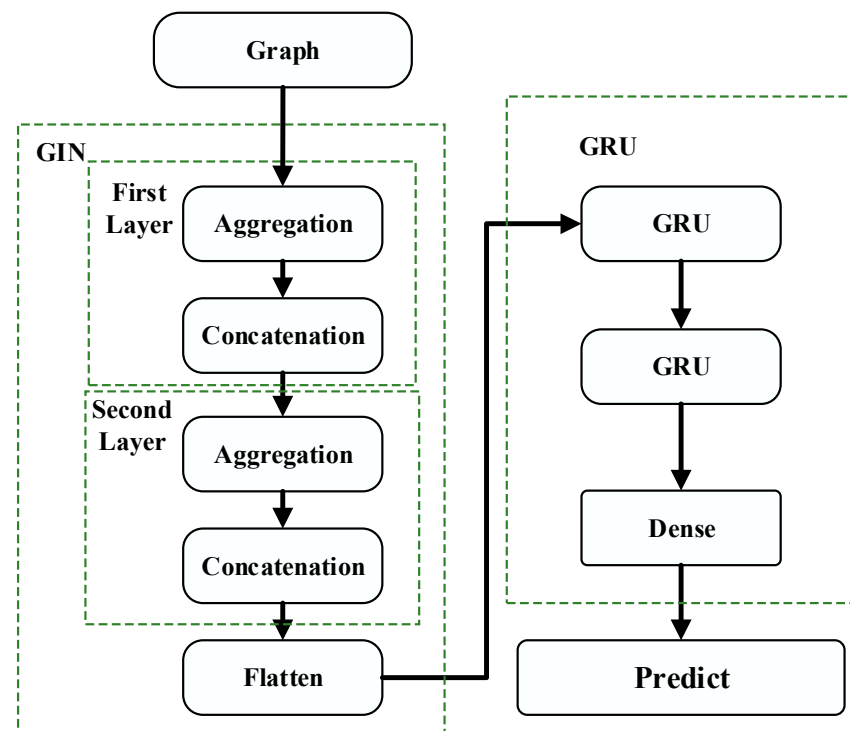 Graph
GIN
First
Layer
Aggregation
Concatenation
Second
Layer
Aggregation
Concatenation
Flatten
GRU
GRU
GRU
Dense
Predict